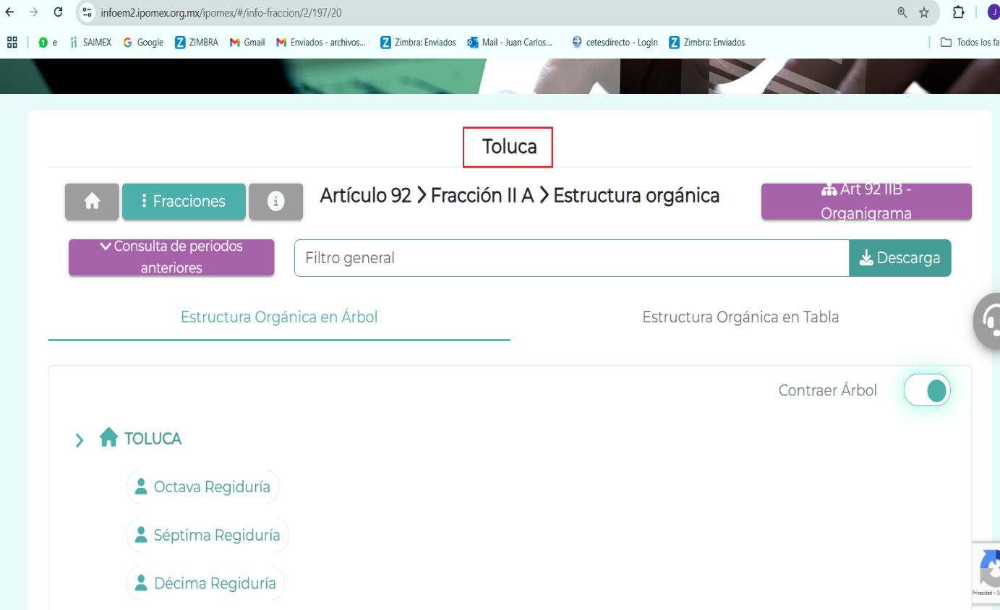 infoem2.ipomex.org.mx/ipomex/#/info-fraccion/2/197/20
J
1 e SAIMEX Google ZIMBRA Gmail Enviados - archivos... Zimbra: Enviados Mail - Juan Carlos... cetesdirecto - LogIn Zimbra: Enviados Todos los
Toluca
Fracciones
Artículo 92 > Fracción II A > Estructura orgánica
Art 92 IIB -
Organigrama
Consulta de periodos
anteriores
Filtro general
Descarga
Estructura Orgánica en Árbol
Estructura Orgánica en Tabla
Contraer Árbol
TOLUCA
Octava Regiduría
Séptima Regiduría
Décima Regiduría
Privacidad -